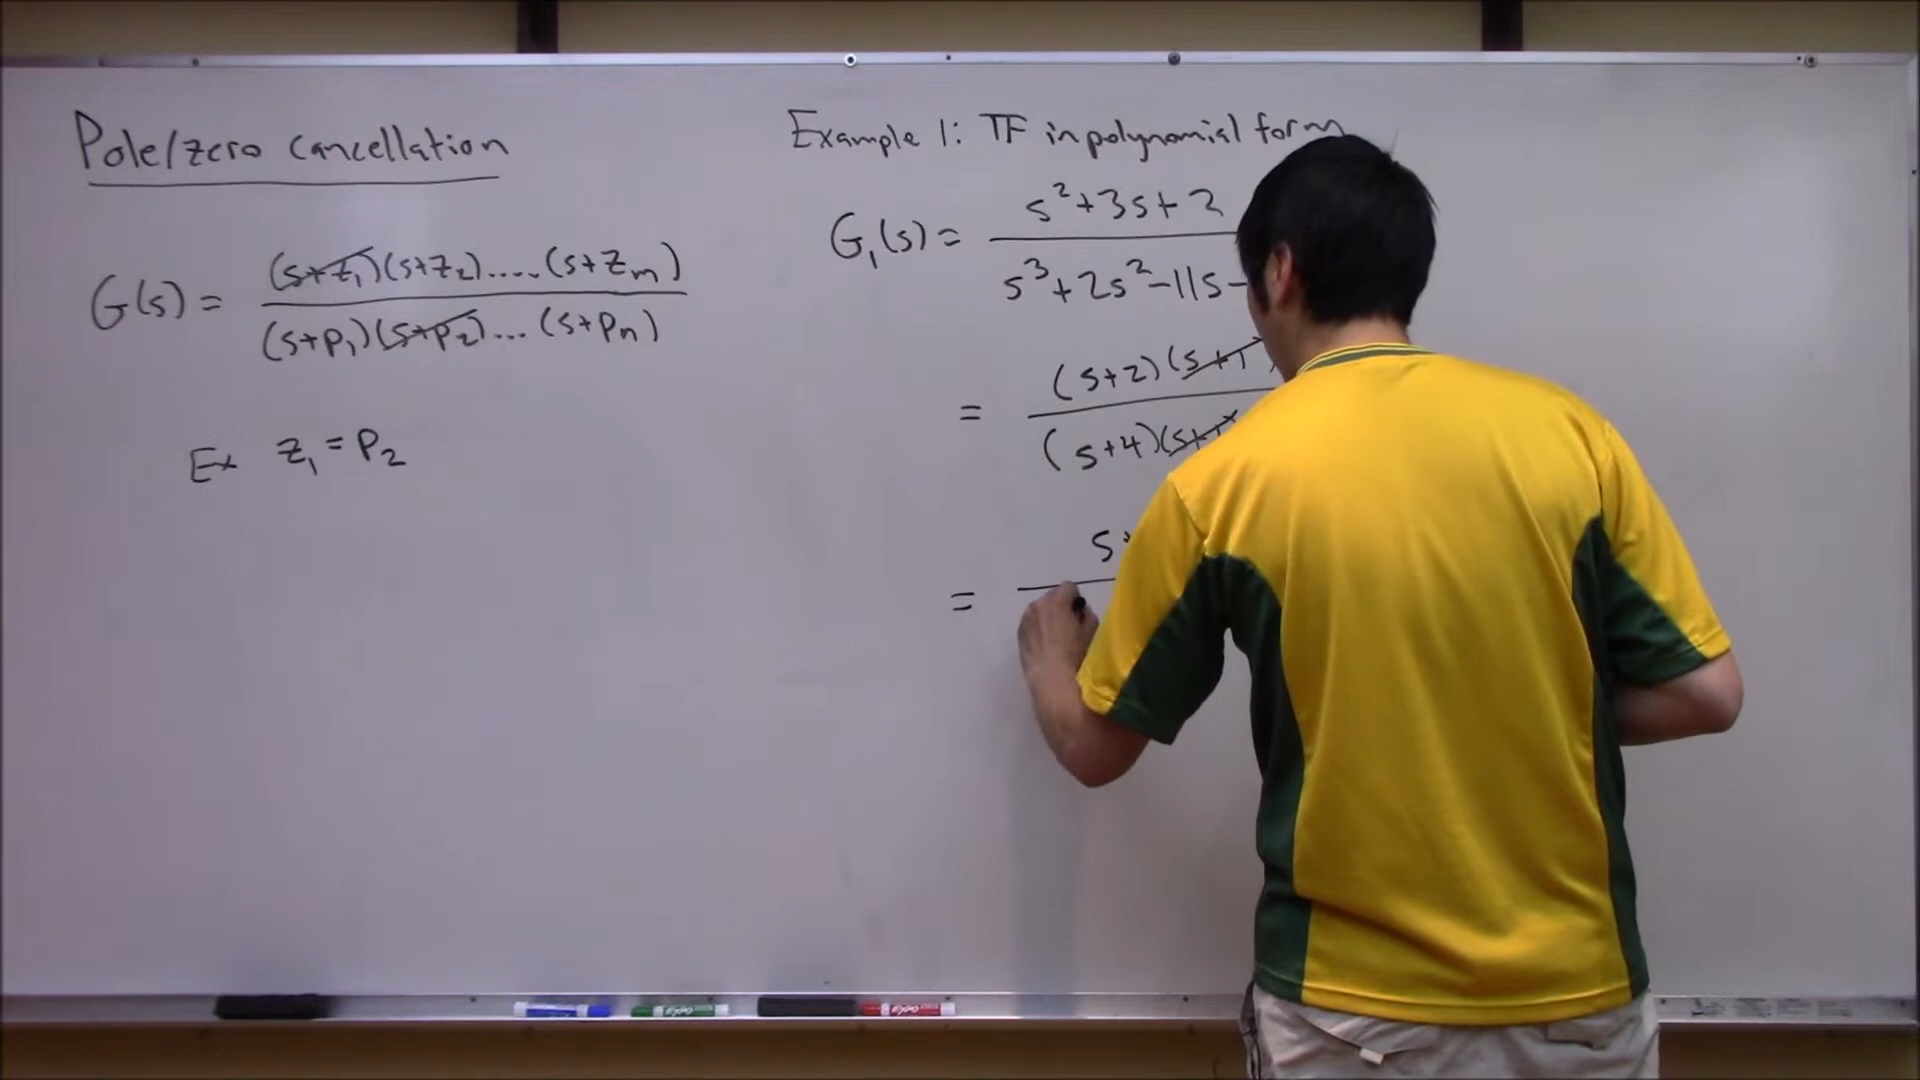 Pole/zero cancellation
G(s) = (s+z₁)(s+z₂).....(s+zₘ)
(s+p₁)(s+p₂)...(s+pₙ)
Ex z₁ = p₂
Example 1: TF in polynomial form
G₁(s) = s²+3s+2
s³+2s²-11s-
= (s+2)(s+1
(s+4)(s+1
= s+
EXPO
EXPO